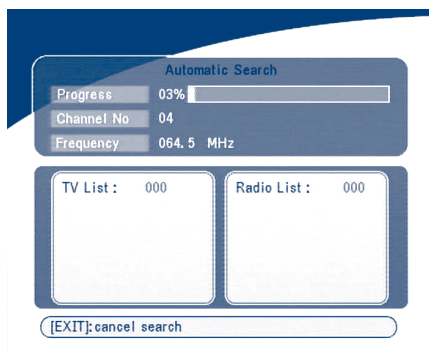 Automatic Search
Progress 03%
Channel No 04
Frequency 064.5 MHz
TV List: 000 Radio List: 000
[EXIT]:cancel search